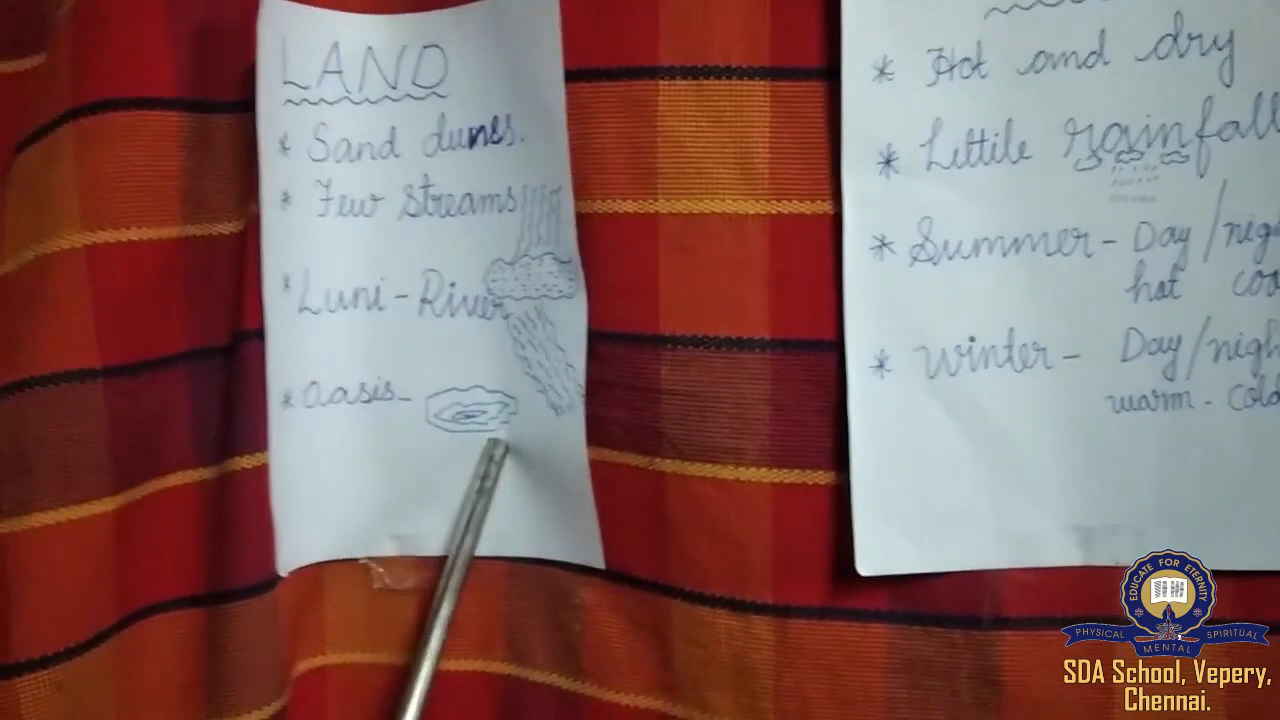 LAND
* Sand dunes.
* Few streams
* Luni-River
* Oasis-
* Hot and dry
* Littile rainfall
* Summer- Day/nig
hot coo
* Winter- Day/nigh
warm - cold
EDUCATE FOR ETERNITY
PHYSICAL MENTAL SPIRITUAL
SDA School, Vepery,
Chennai.